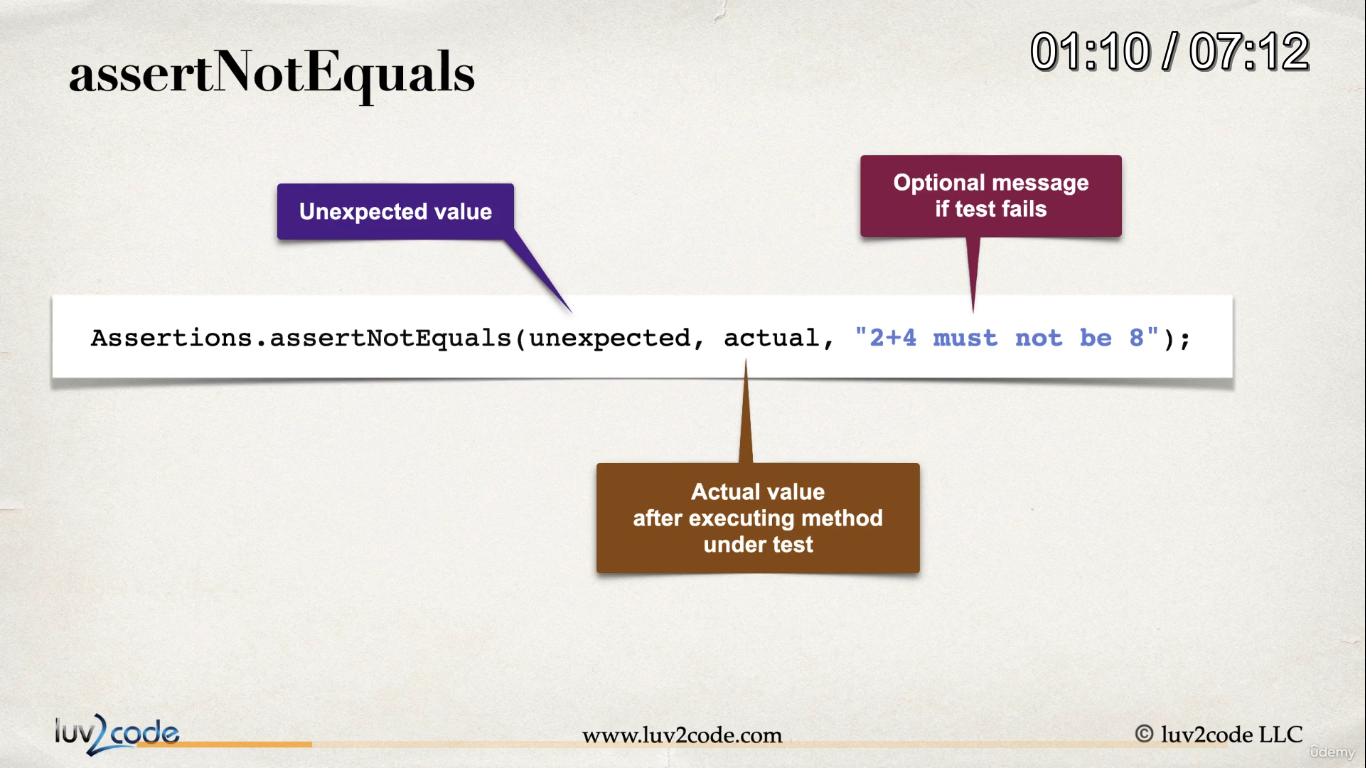 assertNotEquals
01:10 / 07:12
Unexpected value
Optional message
if test fails
Assertions.assertNotEquals(unexpected, actual, "2+4 must not be 8");
Actual value
after executing method
under test
luv2code
www.luv2code.com
© luv2code LLC
ûdemy